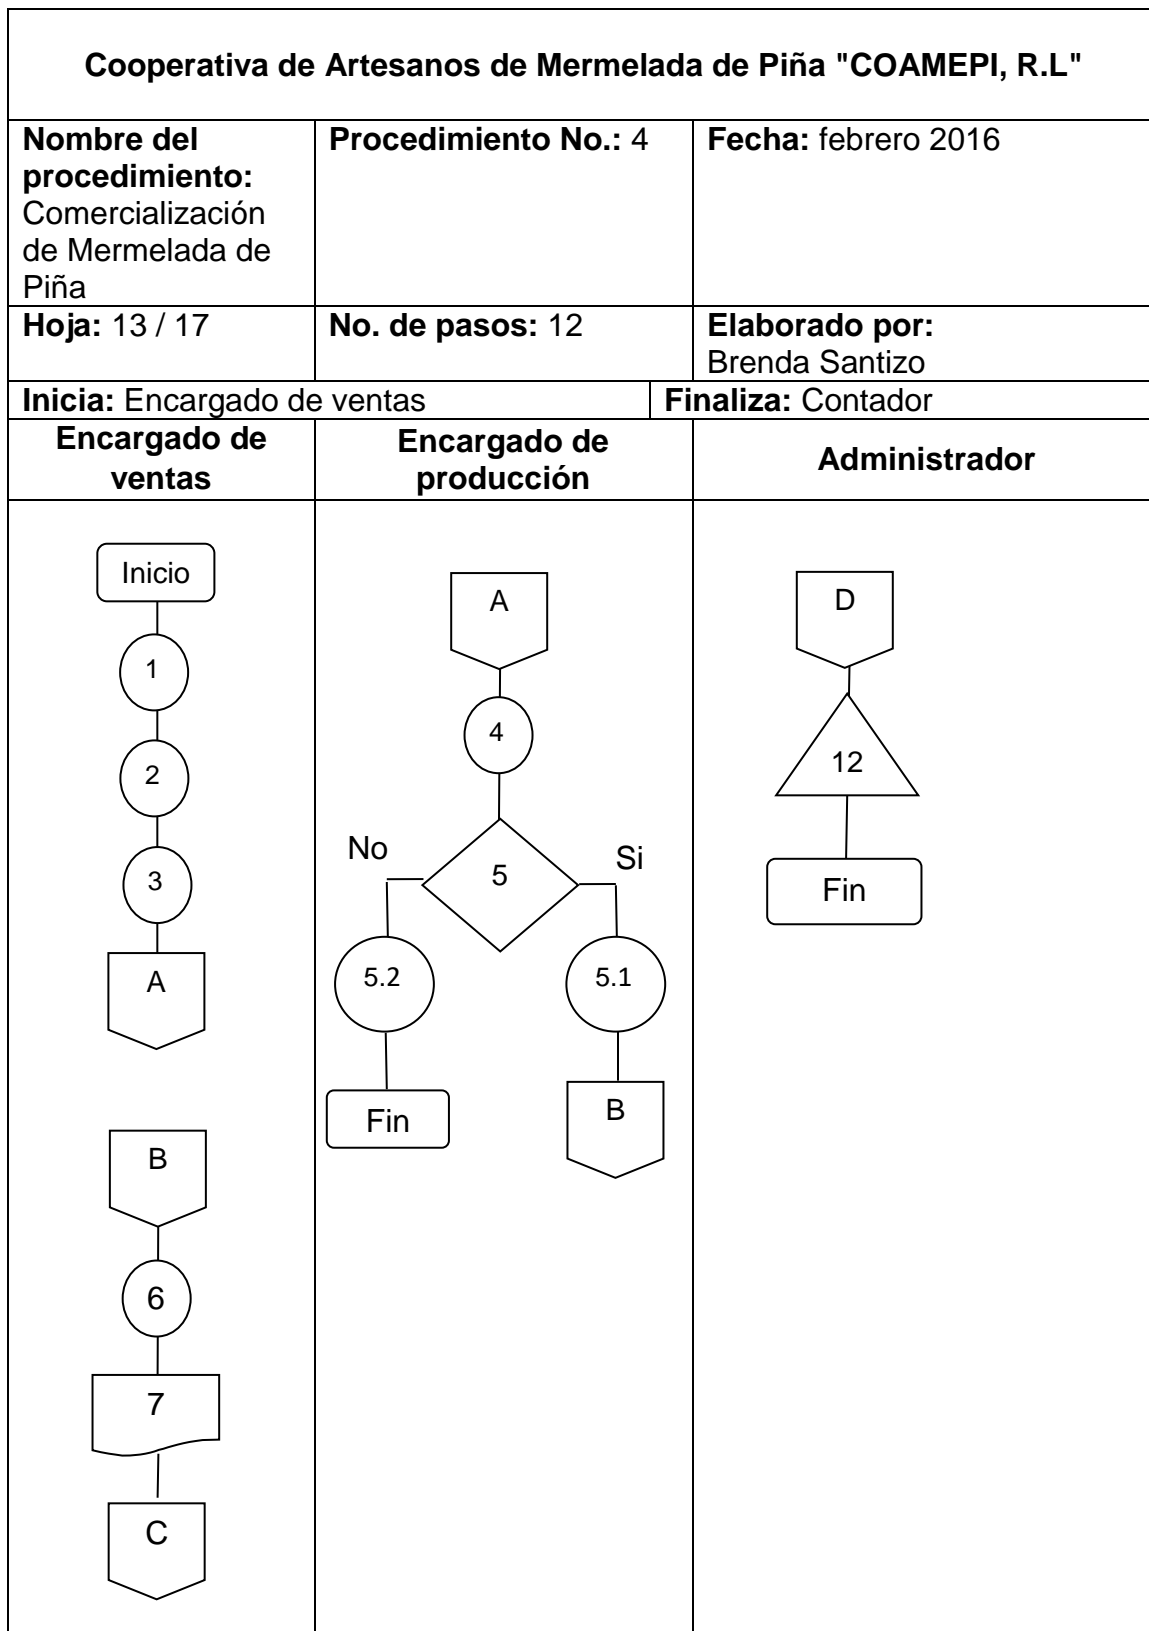 Cooperativa de Artesanos de Mermelada de Piña "COAMEPI, R.L"
Nombre del
procedimiento:
Comercialización
de Mermelada de
Piña
Procedimiento No.: 4
Fecha: febrero 2016
Hoja: 13 / 17
No. de pasos: 12
Elaborado por:
Brenda Santizo
Inicia: Encargado de ventas
Finaliza: Contador
Encargado de
ventas
Encargado de
producción
Administrador
Inicio
1
2
3
A
B
6
7
C
A
4
5
No
Si
5.2
5.1
Fin
B
D
12
Fin